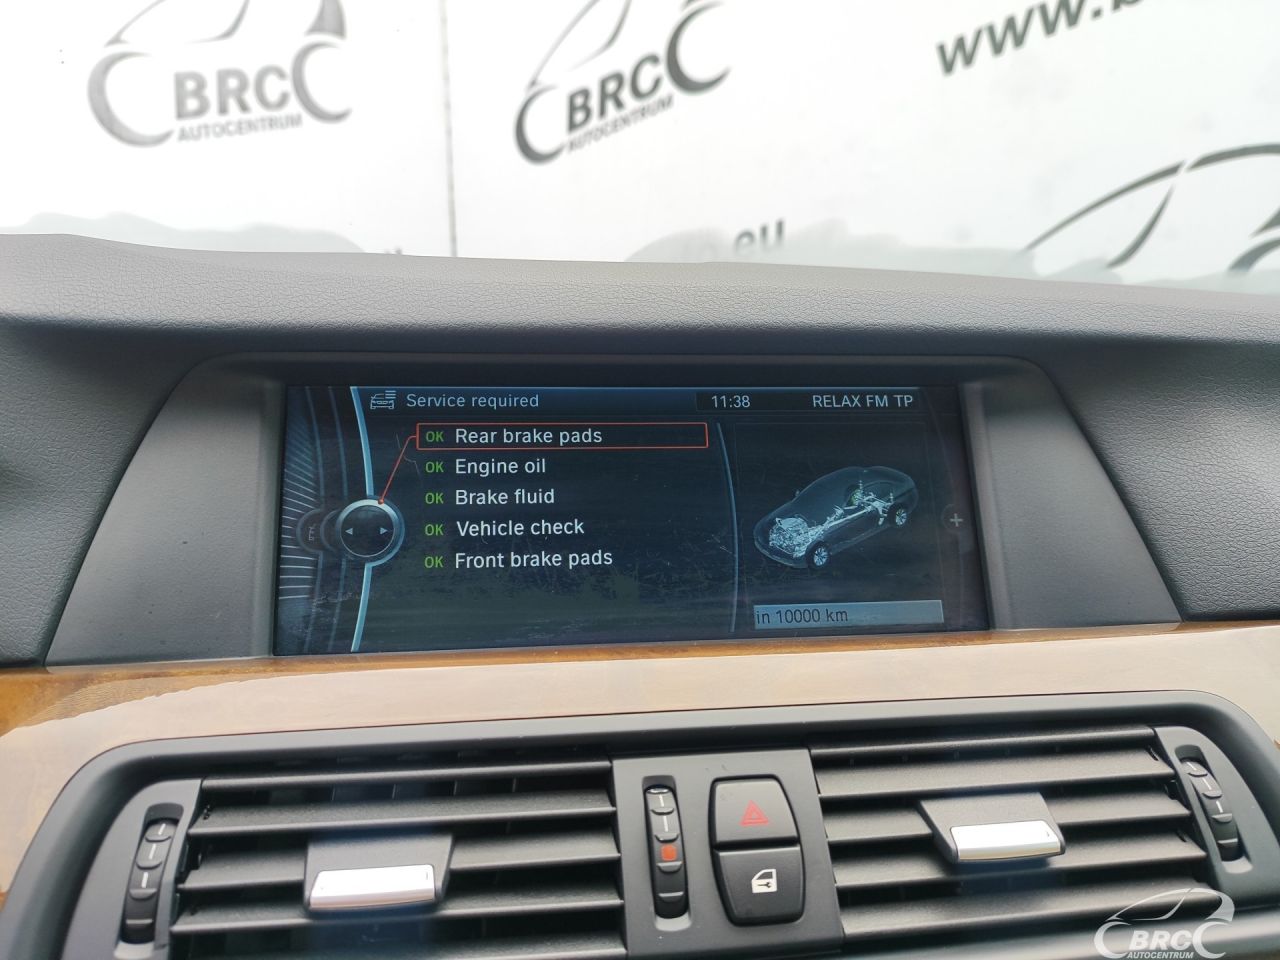 BRC
AUTOCENTRUM
BRC
AUTOCENTRUM
www.b
.eu
Service required
11:38
RELAX FM TP
OK Rear brake pads
OK Engine oil
OK Brake fluid
OK Vehicle check
OK Front brake pads
in 10000 km
BRC
AUTOCENTRUM